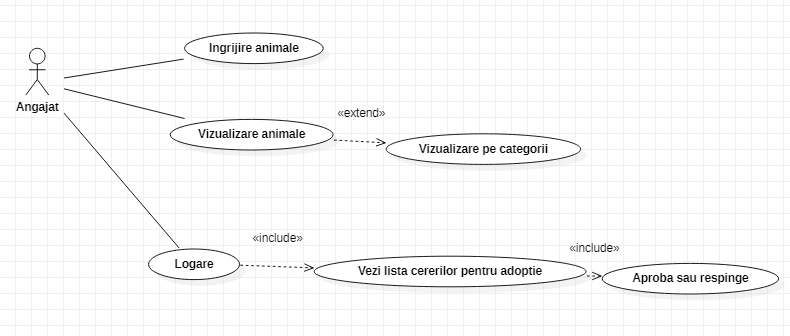 Ingrijire animale
Angajat
«extend»
Vizualizare animale
Vizualizare pe categorii
«include»
«include»
Logare
Vezi lista cererilor pentru adoptie
Aproba sau respinge